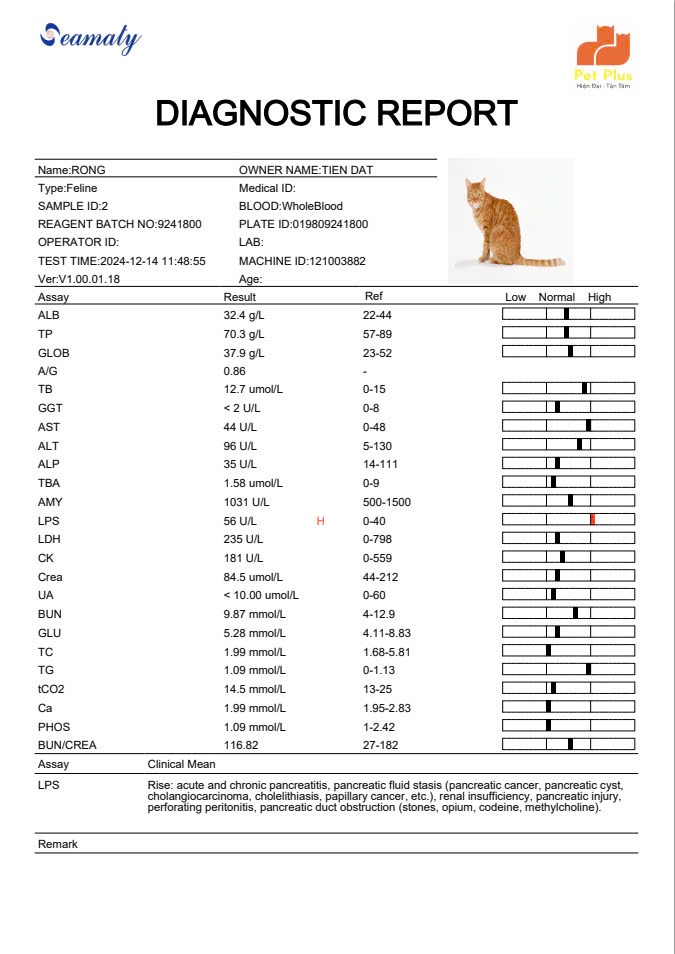 Seamaty
Pet Plus
Hiện Đại - Tận Tâm
DIAGNOSTIC REPORT
Name:RONG OWNER NAME:TIEN DAT
Type:Feline Medical ID:
SAMPLE ID:2 BLOOD:WholeBlood
REAGENT BATCH NO:9241800 PLATE ID:019809241800
OPERATOR ID: LAB:
TEST TIME:2024-12-14 11:48:55 MACHINE ID:121003882
Ver:V1.00.01.18 Age:
Assay Result Ref Low Normal High
ALB 32.4 g/L 22-44
TP 70.3 g/L 57-89
GLOB 37.9 g/L 23-52
A/G 0.86 -
TB 12.7 umol/L 0-15
GGT < 2 U/L 0-8
AST 44 U/L 0-48
ALT 96 U/L 5-130
ALP 35 U/L 14-111
TBA 1.58 umol/L 0-9
AMY 1031 U/L 500-1500
LPS 56 U/L H 0-40
LDH 235 U/L 0-798
CK 181 U/L 0-559
Crea 84.5 umol/L 44-212
UA < 10.00 umol/L 0-60
BUN 9.87 mmol/L 4-12.9
GLU 5.28 mmol/L 4.11-8.83
TC 1.99 mmol/L 1.68-5.81
TG 1.09 mmol/L 0-1.13
tCO2 14.5 mmol/L 13-25
Ca 1.99 mmol/L 1.95-2.83
PHOS 1.09 mmol/L 1-2.42
BUN/CREA 116.82 27-182
Assay Clinical Mean
LPS Rise: acute and chronic pancreatitis, pancreatic fluid stasis (pancreatic cancer, pancreatic cyst,
cholangiocarcinoma, cholelithiasis, papillary cancer, etc.), renal insufficiency, pancreatic injury,
perforating peritonitis, pancreatic duct obstruction (stones, opium, codeine, methylcholine).
Remark